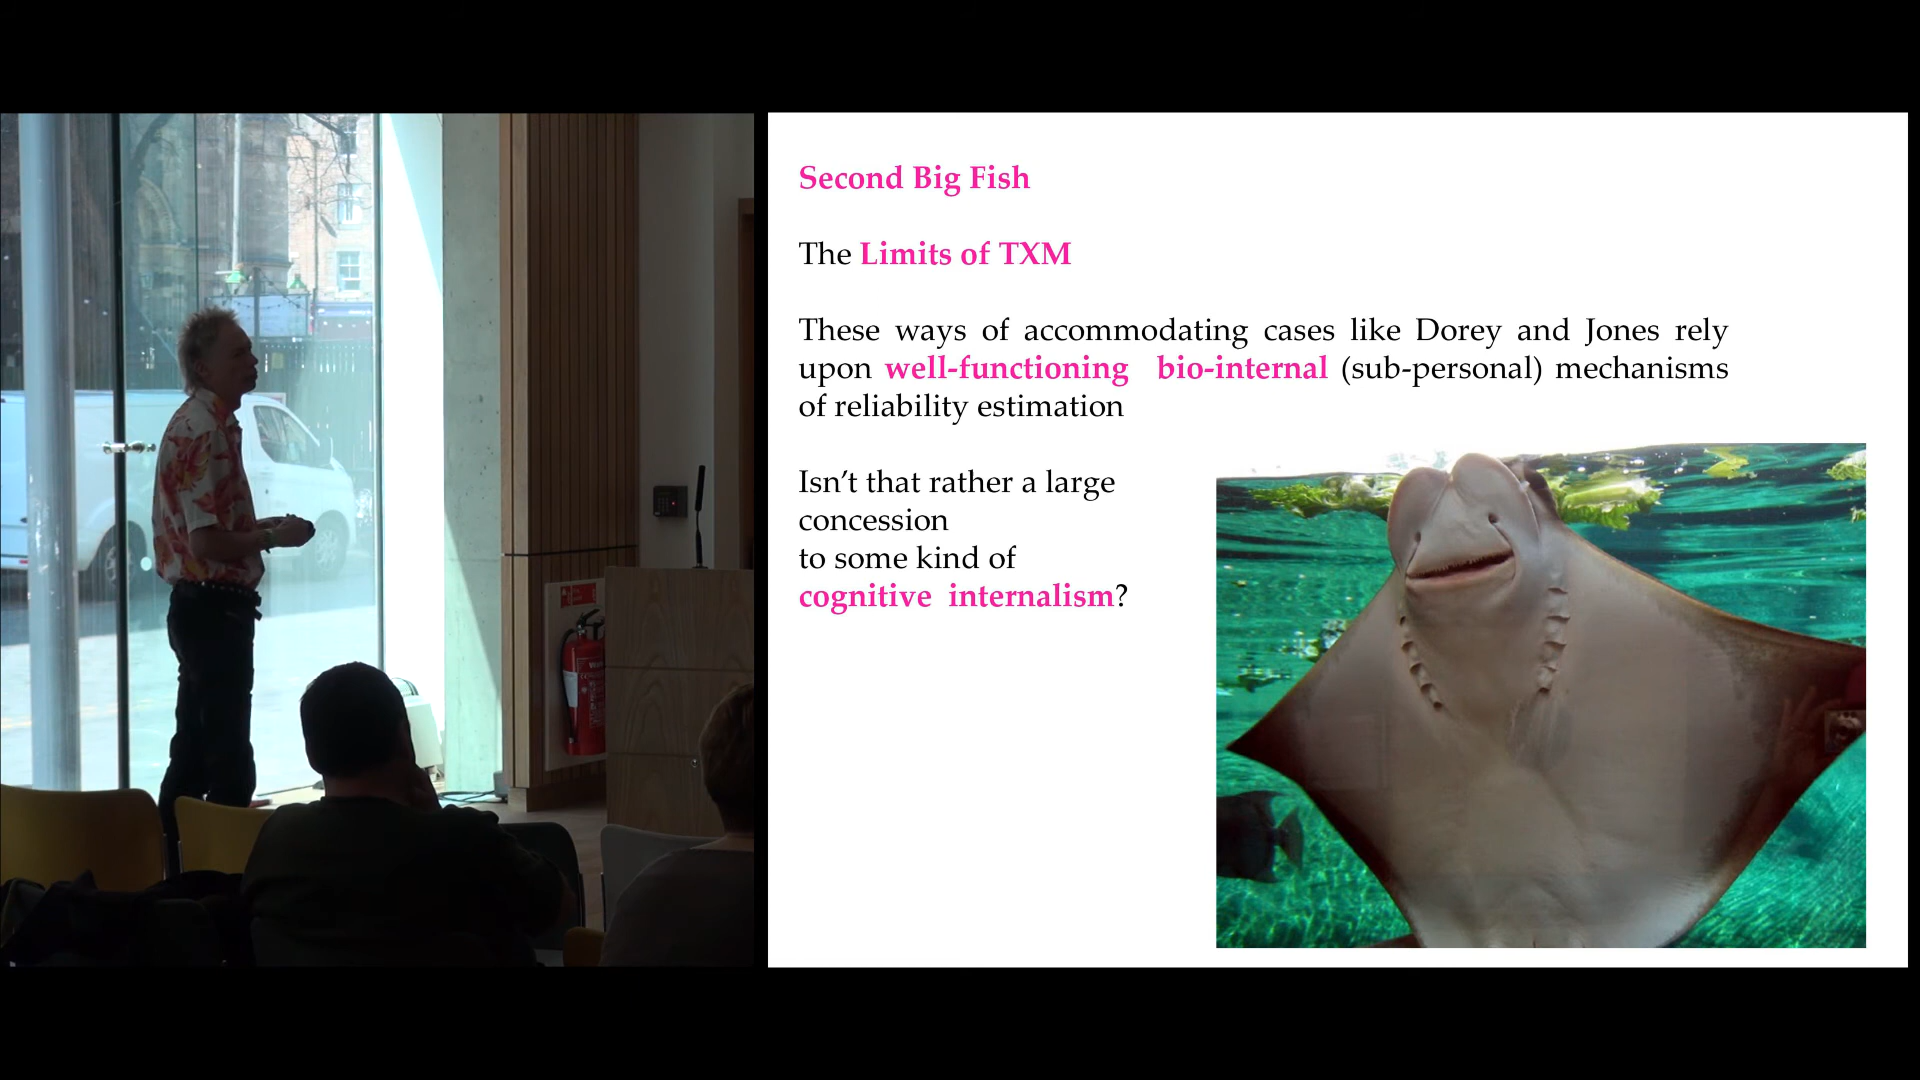 Second Big Fish
The Limits of TXM
These ways of accommodating cases like Dorey and Jones rely
upon well-functioning bio-internal (sub-personal) mechanisms
of reliability estimation
Isn’t that rather a large
concession
to some kind of
cognitive internalism?